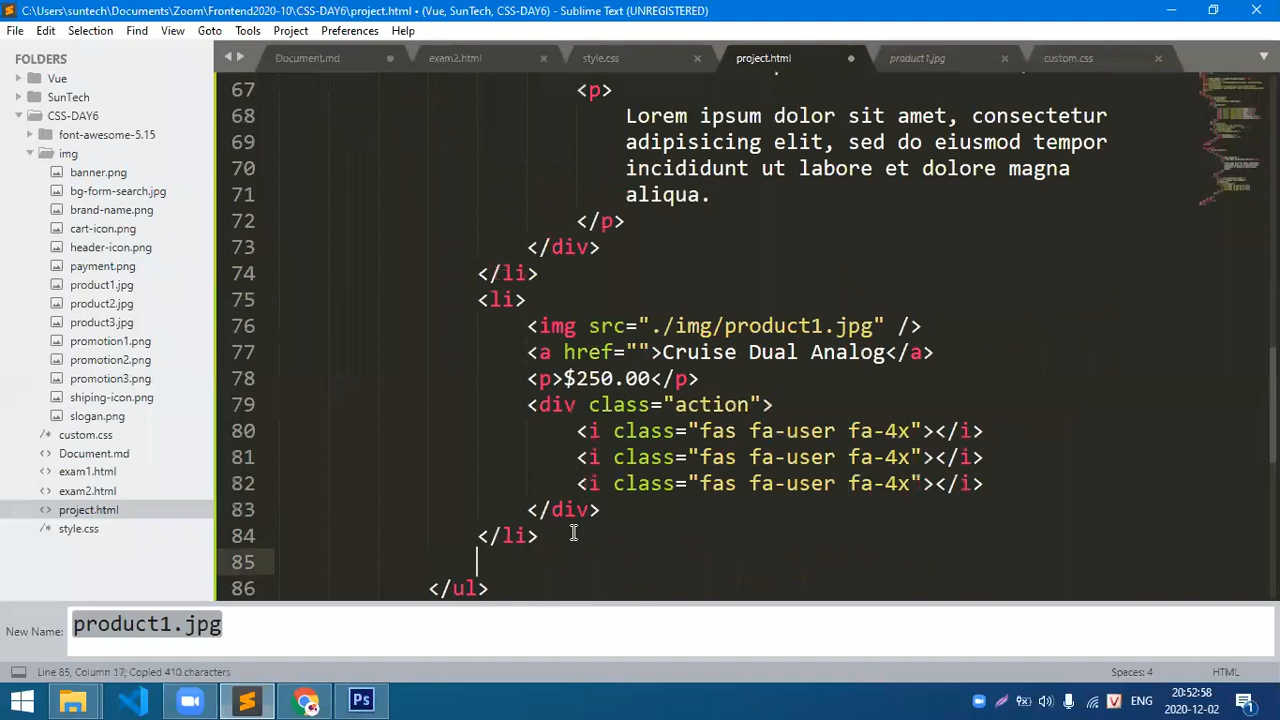 C:\Users\suntech\Documents\Zoom\Frontend2020-10\CSS-DAY6\project.html • (Vue, SunTech, CSS-DAY6) - Sublime Text (UNREGISTERED)
File Edit Selection Find View Goto Tools Project Preferences Help
FOLDERS
Vue
SunTech
CSS-DAY6
font-awesome-5.15
img
banner.png
bg-form-search.jpg
brand-name.png
cart-icon.png
header-icon.png
payment.png
product1.jpg
product2.jpg
product3.jpg
promotion1.png
promotion2.png
promotion3.png
shiping-icon.png
slogan.png
custom.css
Document.md
exam1.html
exam2.html
project.html
style.css
Document.md exam2.html style.css project.html product1.jpg custom.css
67 <p>
68 Lorem ipsum dolor sit amet, consectetur
69 adipisicing elit, sed do eiusmod tempor
70 incididunt ut labore et dolore magna
71 aliqua.
72 </p>
73 </div>
74 </li>
75 <li>
76 <img src="./img/product1.jpg" />
77 <a href="">Cruise Dual Analog</a>
78 <p>$250.00</p>
79 <div class="action">
80 <i class="fas fa-user fa-4x"></i>
81 <i class="fas fa-user fa-4x"></i>
82 <i class="fas fa-user fa-4x"></i>
83 </div>
84 </li>
85
86 </ul>
New Name: product1.jpg
Line 85, Column 17; Copied 410 characters Spaces: 4 HTML
Ps
ENG
20:52:58
2020-12-02